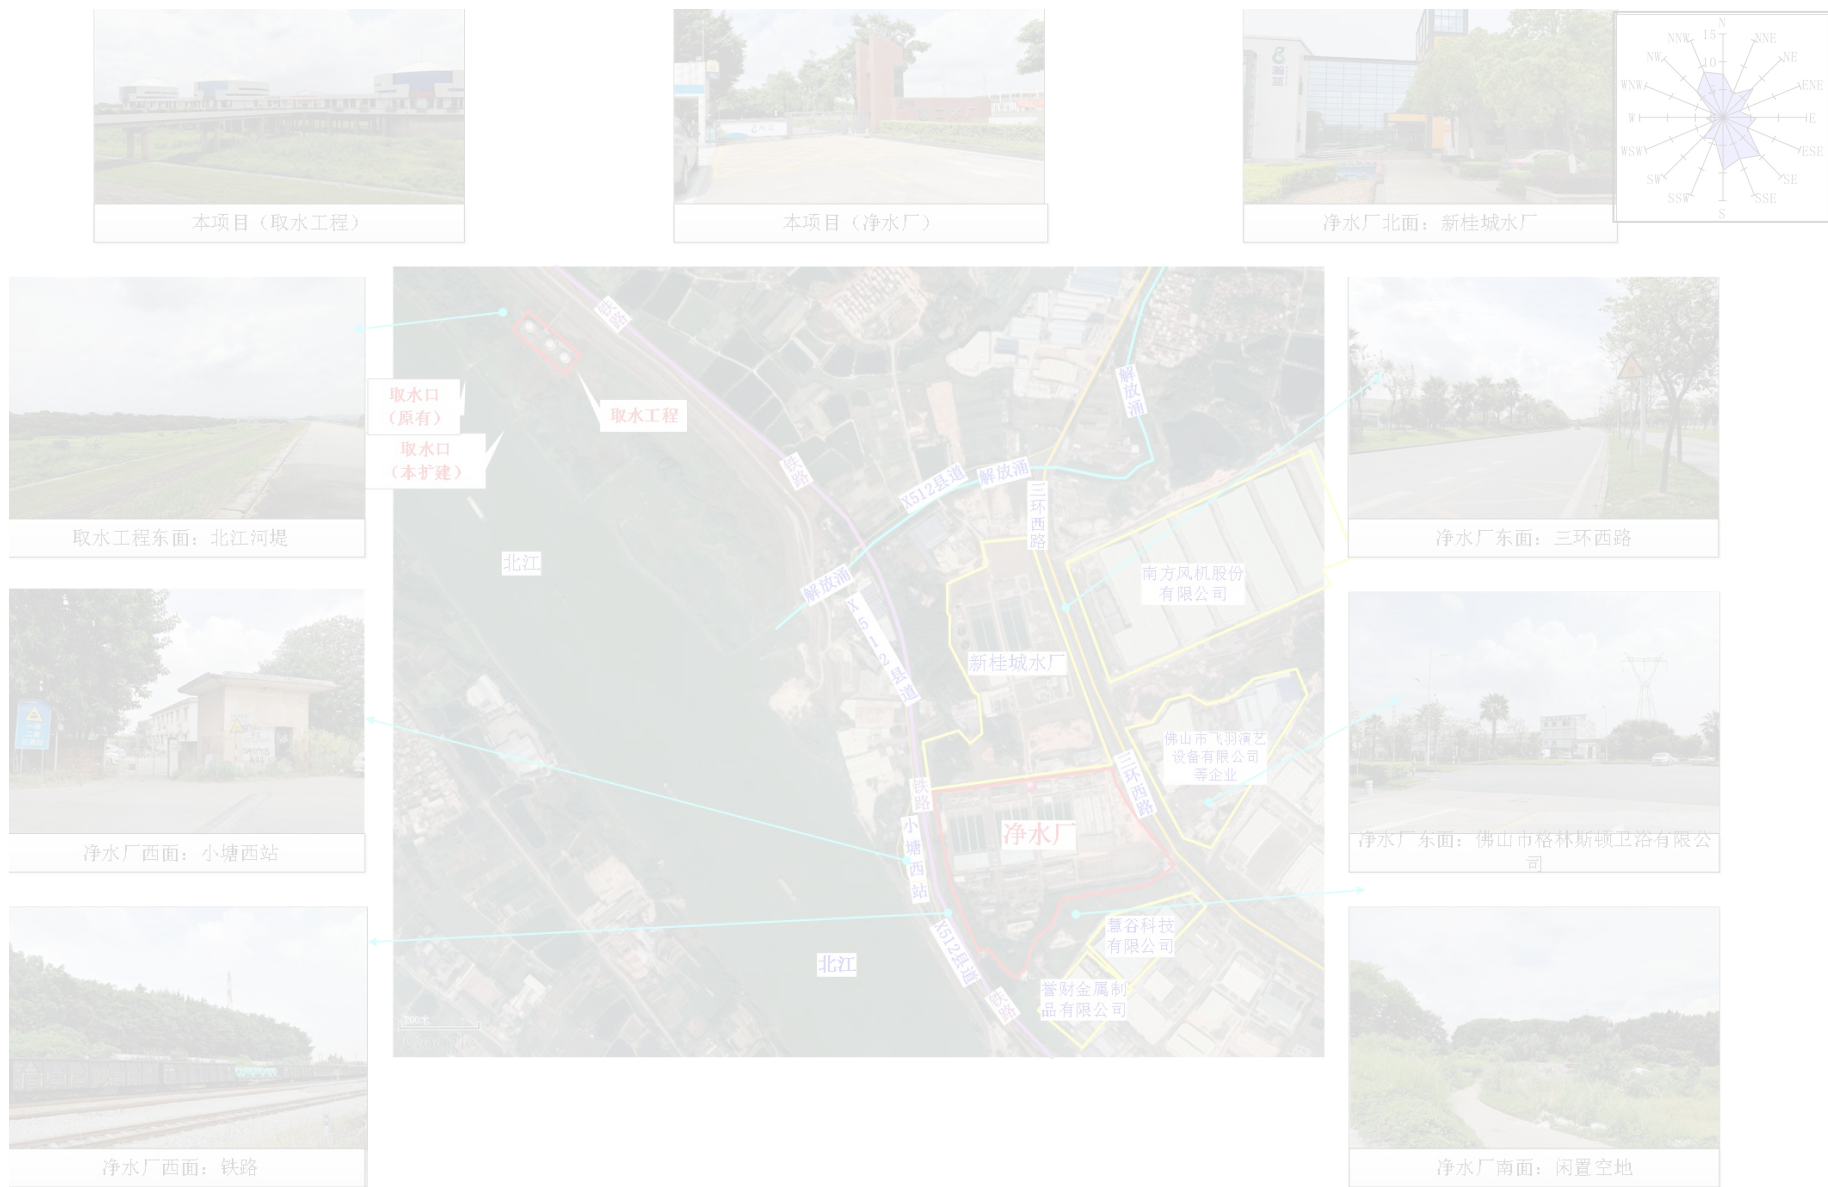 N
NNW
15
NNE
NW
10
NE
WNW
ENE
W
E
WSW
ESE
SW
SE
SSW
SSE
S
本项目（取水工程）
本项目（净水厂）
净水厂北面：新桂城水厂
铁路
取水口
（原有）
取水工程
取水口
（本扩建）
解放涌
铁路
X512县道
解放涌
三环西路
取水工程东面：北江河堤
净水厂东面：三环西路
北江
解放涌
X512县道
南方风机股份
有限公司
新桂城水厂
佛山市飞羽演艺
设备有限公司
等企业
三环西路
铁路
小塘西站
净水厂
净水厂西面：小塘西站
净水厂东面：佛山市格林斯顿卫浴有限公
司
慧谷科技
有限公司
X512县道
北江
誉财金属制
品有限公司
铁路
净水厂西面：铁路
净水厂南面：闲置空地